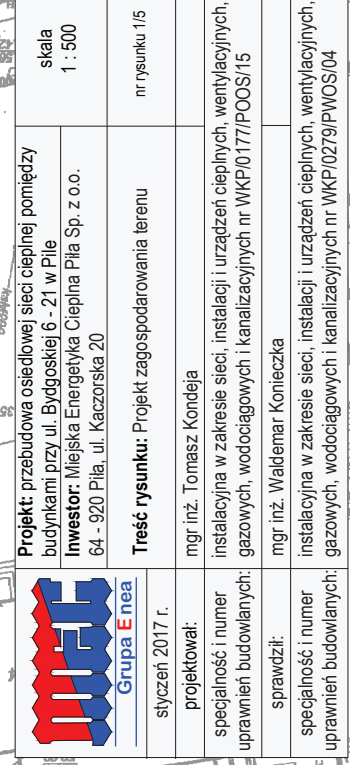 Projekt: przebudowa osiedlowej sieci cieplnej pomiędzy
budynkami przy ul. Bydgoskiej 6 - 21 w Pile
skala
1 : 500
Inwestor: Miejska Energetyka Cieplna Piła Sp. z o.o.
64 - 920 Piła, ul. Kaczorska 20
Grupa Enea
styczeń 2017 r.
Treść rysunku: Projekt zagospodarowania terenu
nr rysunku 1/5
projektował:
mgr inż. Tomasz Kondeja
specjalność i numer
uprawnień budowlanych:
instalacyjna w zakresie sieci, instalacji i urządzeń cieplnych, wentylacyjnych,
gazowych, wodociągowych i kanalizacyjnych nr WKP/0177/POOS/15
sprawdził:
mgr inż. Waldemar Konieczka
specjalność i numer
uprawnień budowlanych:
instalacyjna w zakresie sieci, instalacji i urządzeń cieplnych, wentylacyjnych,
gazowych, wodociągowych i kanalizacyjnych nr WKP/0279/PWOS/04